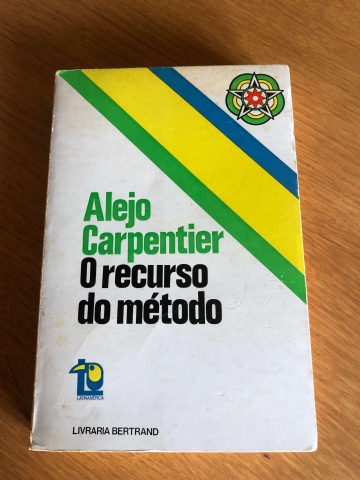 Alejo
Carpentier
O recurso
do método
LATINAMÉRICA
LIVRARIA BERTRAND